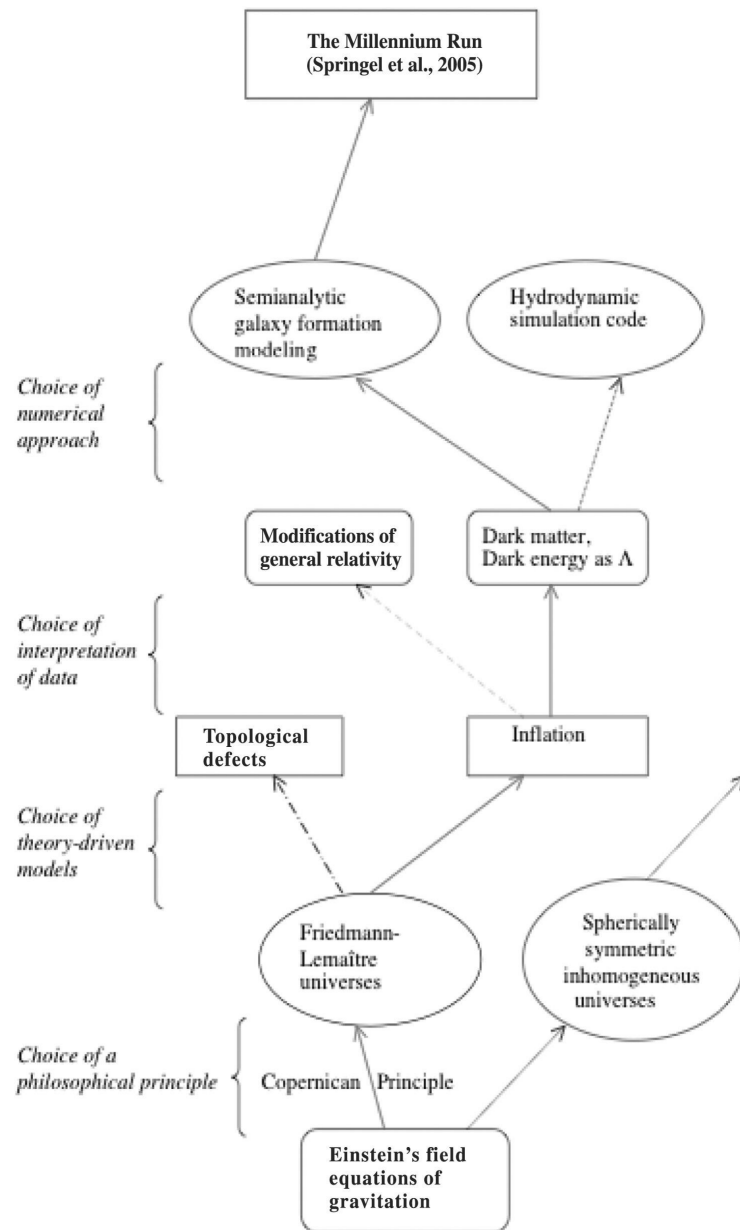 The Millennium Run
(Springel et al., 2005)
Semianalytic
galaxy formation
modeling
Hydrodynamic
simulation code
Choice of
numerical
approach
Modifications of
general relativity
Dark matter,
Dark energy as Λ
Choice of
interpretation
of data
Topological
defects
Inflation
Choice of
theory-driven
models
Friedmann-
Lemaître
universes
Spherically
symmetric
inhomogeneous
universes
Choice of a
philosophical principle
Copernican Principle
Einstein’s field
equations of
gravitation